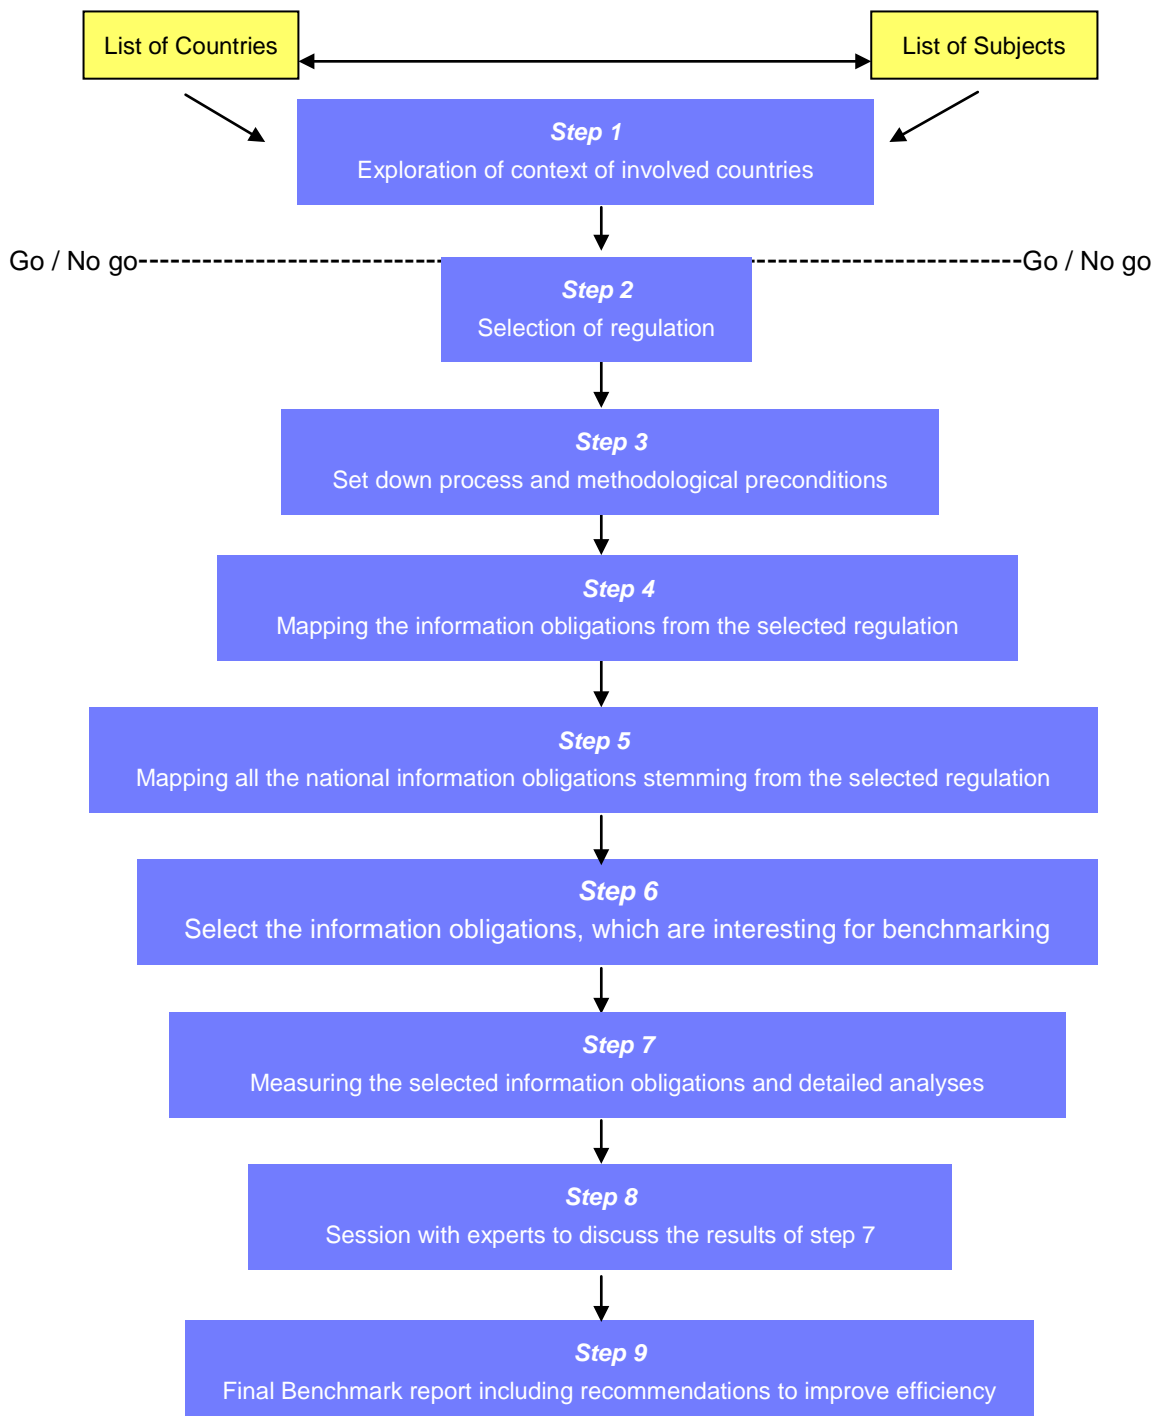 List of Countries
List of Subjects
Step 1
Exploration of context of involved countries
Go / No go
Go / No go
Step 2
Selection of regulation
Step 3
Set down process and methodological preconditions
Step 4
Mapping the information obligations from the selected regulation
Step 5
Mapping all the national information obligations stemming from the selected regulation
Step 6
Select the information obligations, which are interesting for benchmarking
Step 7
Measuring the selected information obligations and detailed analyses
Step 8
Session with experts to discuss the results of step 7
Step 9
Final Benchmark report including recommendations to improve efficiency